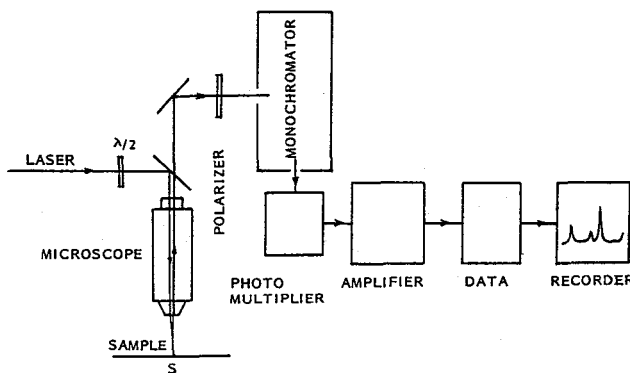 LASER
λ/2
MICROSCOPE
SAMPLE
S
POLARIZER
MONOCHROMATOR
PHOTO
MULTIPLIER
AMPLIFIER
DATA
RECORDER